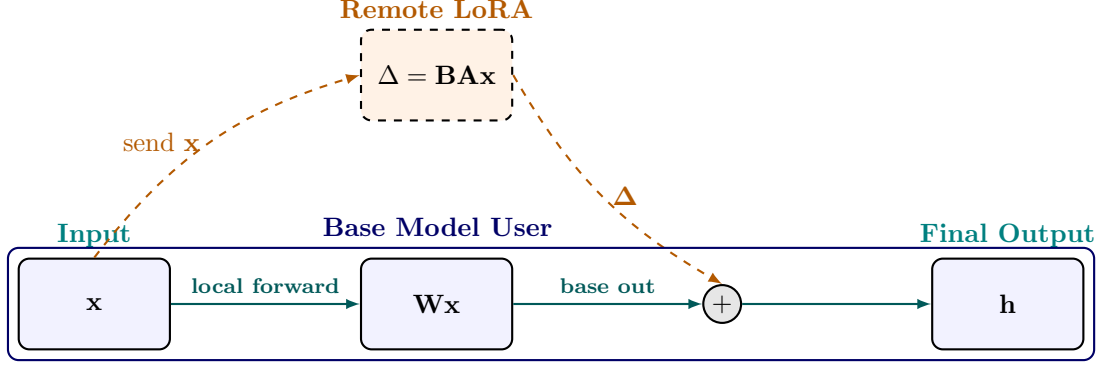 Remote LoRA
Δ = BAx
send x
Δ
Input
Base Model User
Final Output
x
local forward
Wx
base out
+
h